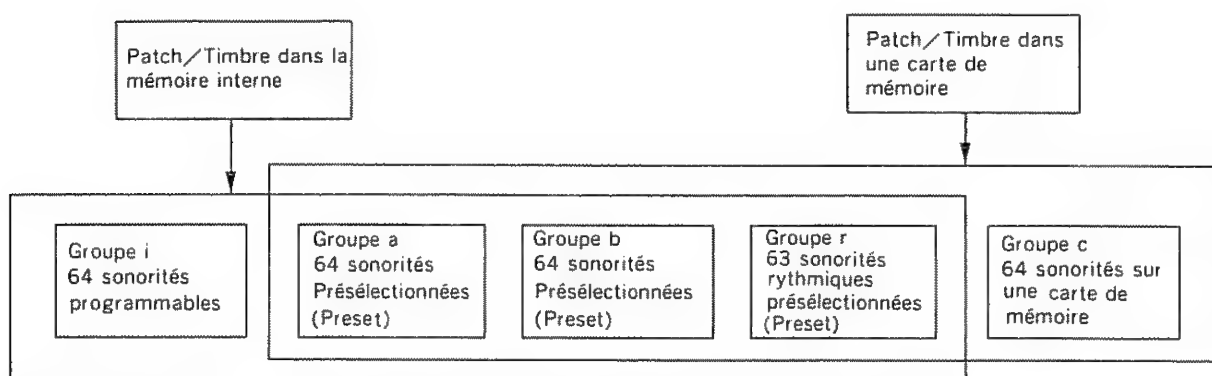 Patch/Timbre dans la
mémoire interne
Patch/Timbre dans
une carte de
mémoire
Groupe i
64 sonorités
programmables
Groupe a
64 sonorités
Présélectionnées
(Preset)
Groupe b
64 sonorités
Présélectionnées
(Preset)
Groupe r
63 sonorités
rythmiques
présélectionnées
(Preset)
Groupe c
64 sonorités sur
une carte de
mémoire